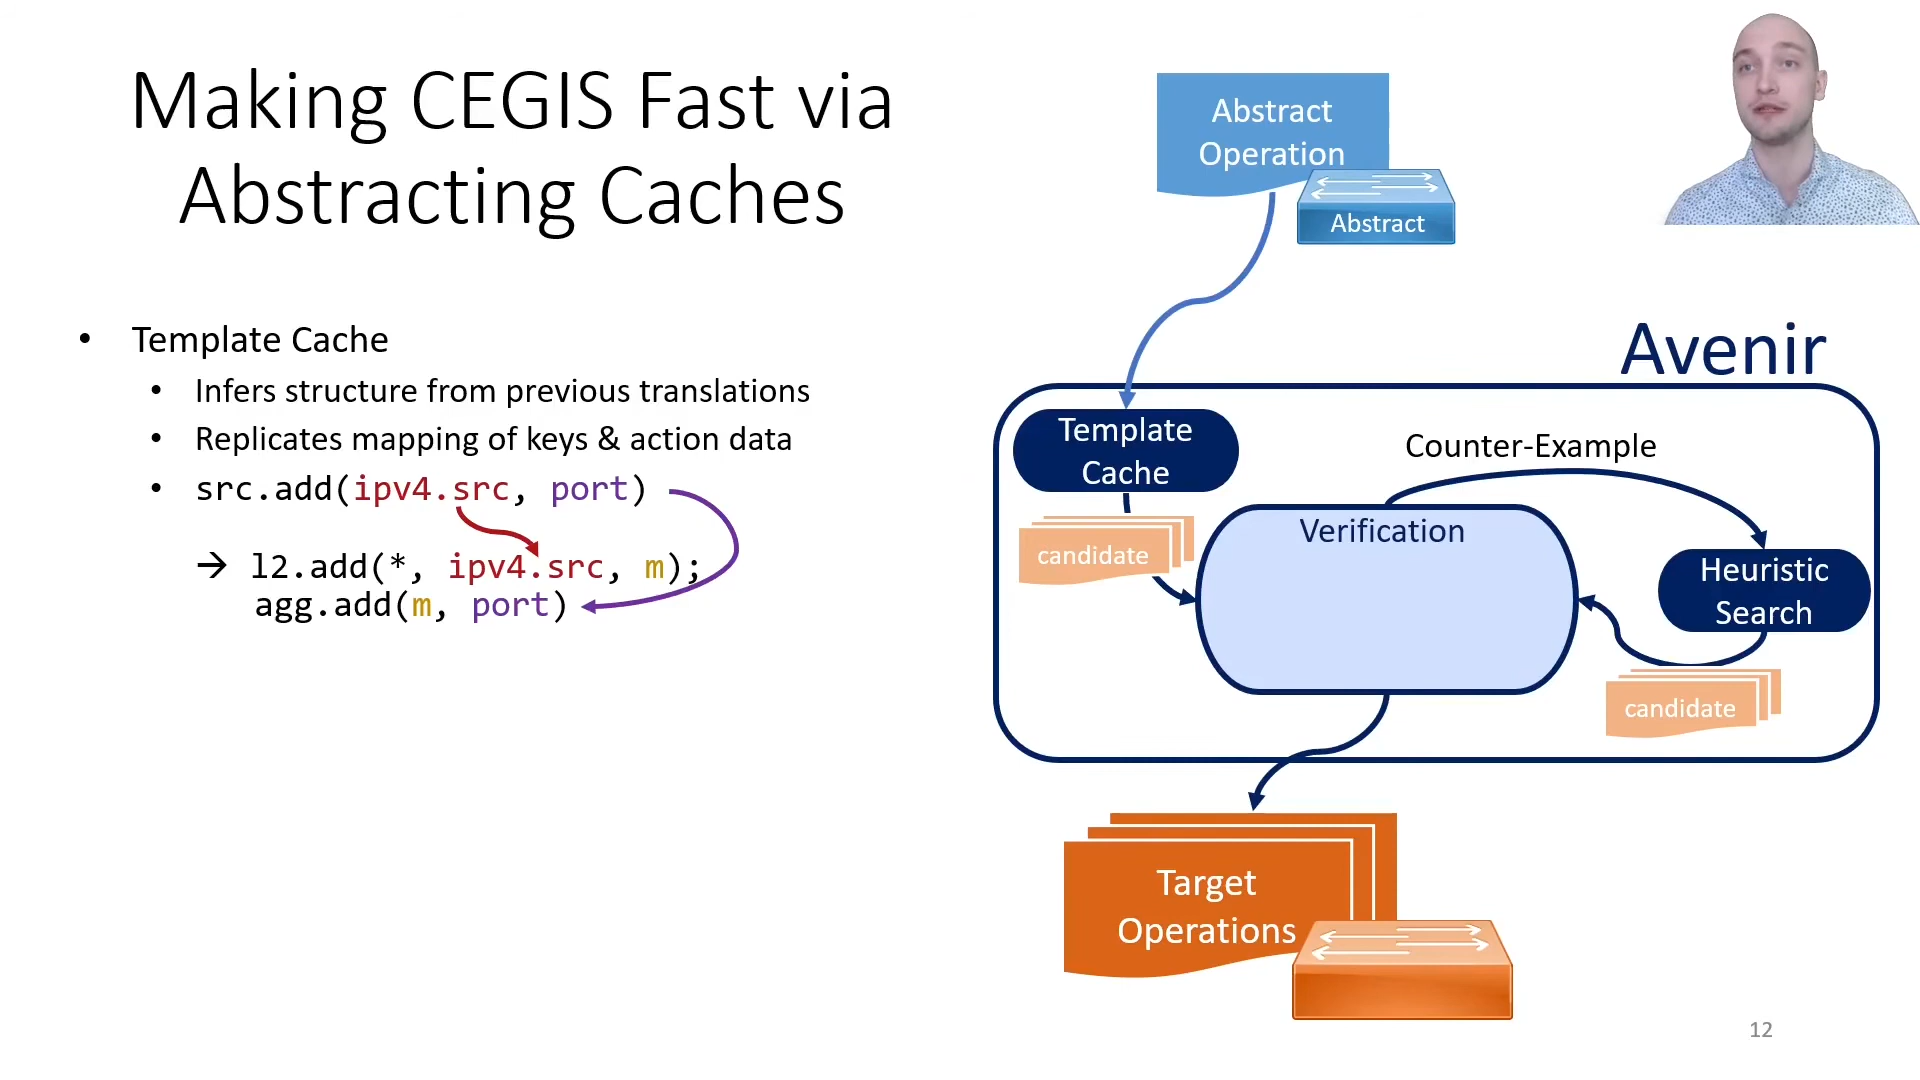 Making CEGIS Fast via
Abstracting Caches
• Template Cache
• Infers structure from previous translations
• Replicates mapping of keys & action data
• src.add(ipv4.src, port)
→ l2.add(*, ipv4.src, m);
agg.add(m, port)
Abstract
Operation
Abstract
Avenir
Template
Cache
candidate
Verification
Counter-Example
Heuristic
Search
candidate
Target
Operations
12